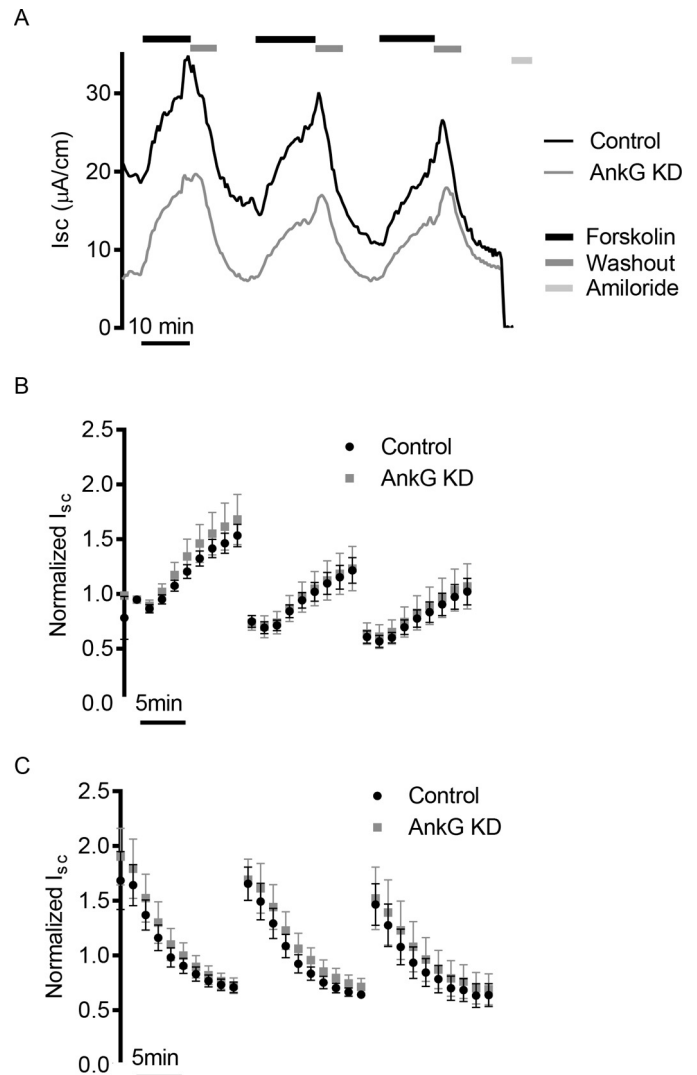 A
30
20
10
0
Isc (μA/cm)
10 min
Control
AnkG KD
Forskolin
Washout
Amiloride
B
2.5
2.0
1.5
1.0
0.5
0.0
Normalized Isc
5min
Control
AnkG KD
C
2.5
2.0
1.5
1.0
0.5
0.0
Normalized Isc
5min
Control
AnkG KD